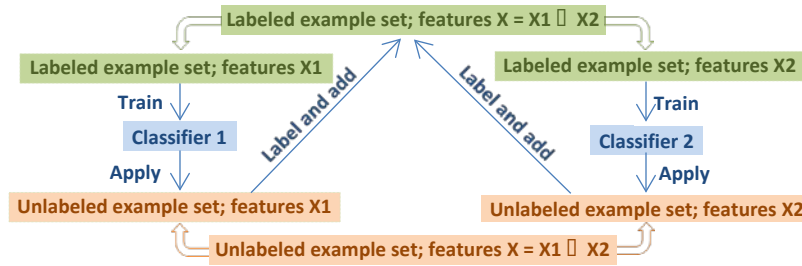 Labeled example set; features X = X1 ▯ X2
Labeled example set; features X1
Labeled example set; features X2
Train
Train
Label and add
Label and add
Classifier 1
Classifier 2
Apply
Apply
Unlabeled example set; features X1
Unlabeled example set; features X2
Unlabeled example set; features X = X1 ▯ X2